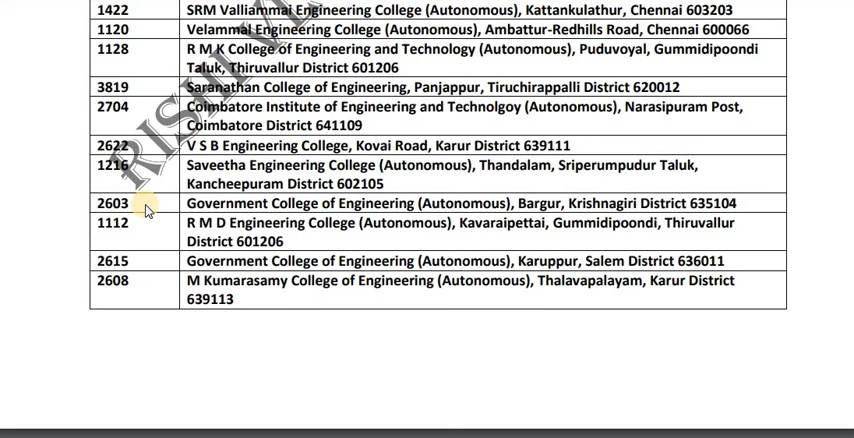 1422 SRM Valliammai Engineering College (Autonomous), Kattankulathur, Chennai 603203
1120 Velammal Engineering College (Autonomous), Ambattur-Redhills Road, Chennai 600066
1128 R M K College of Engineering and Technology (Autonomous), Puduvoyal, Gummidipoondi
Taluk, Thiruvallur District 601206
3819 Saranathan College of Engineering, Panjappur, Tiruchirappalli District 620012
2704 Coimbatore Institute of Engineering and Technolgoy (Autonomous), Narasipuram Post,
Coimbatore District 641109
2622 V S B Engineering College, Kovai Road, Karur District 639111
1216 Saveetha Engineering College (Autonomous), Thandalam, Sriperumpudur Taluk,
Kancheepuram District 602105
2603 Government College of Engineering (Autonomous), Bargur, Krishnagiri District 635104
1112 R M D Engineering College (Autonomous), Kavaraipettai, Gummidipoondi, Thiruvallur
District 601206
2615 Government College of Engineering (Autonomous), Karuppur, Salem District 636011
2608 M Kumarasamy College of Engineering (Autonomous), Thalavapalayam, Karur District
639113
RISHI